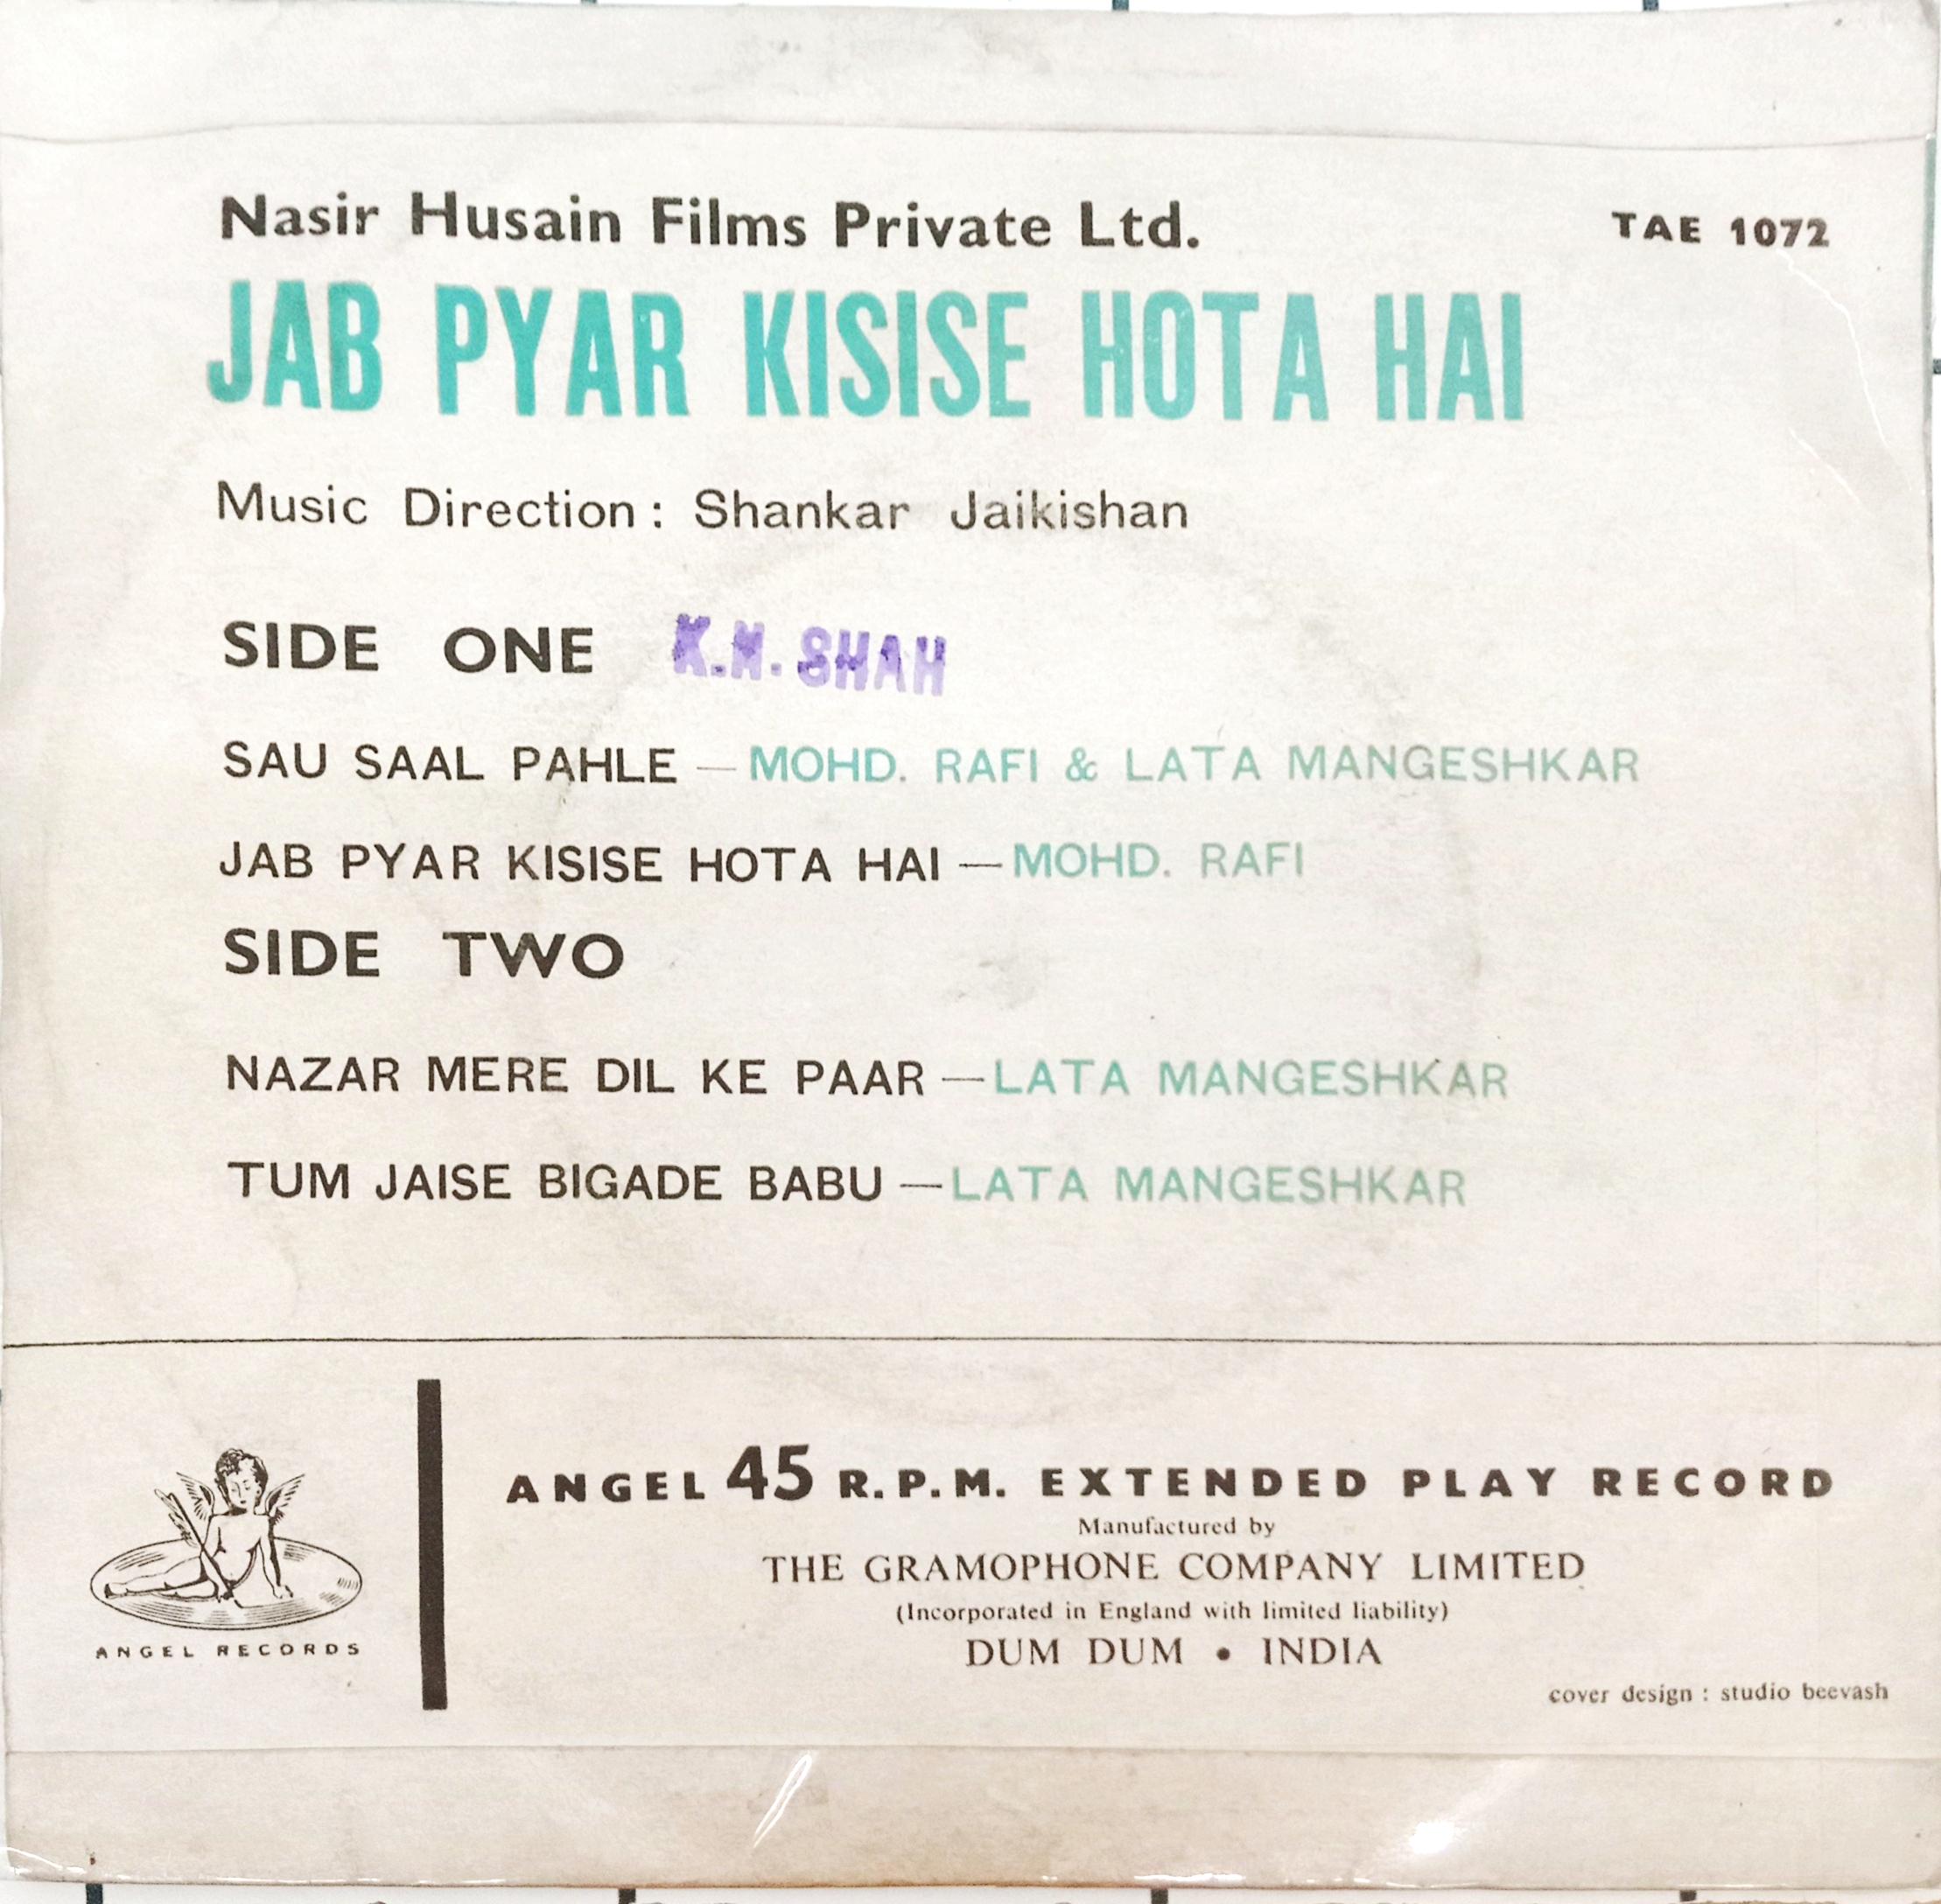 Nasir Husain Films Private Ltd.
TAE 1072
JAB PYAR KISISE HOTA HAI
Music Direction : Shankar Jaikishan
SIDE ONE K.N. SHAH
SAU SAAL PAHLE — MOHD. RAFI & LATA MANGESHKAR
JAB PYAR KISISE HOTA HAI — MOHD. RAFI
SIDE TWO
NAZAR MERE DIL KE PAAR — LATA MANGESHKAR
TUM JAISE BIGADE BABU — LATA MANGESHKAR
ANGEL 45 R.P.M. EXTENDED PLAY RECORD
Manufactured by
THE GRAMOPHONE COMPANY LIMITED
(Incorporated in England with limited liability)
DUM DUM • INDIA
ANGEL RECORDS
cover design : studio beevash